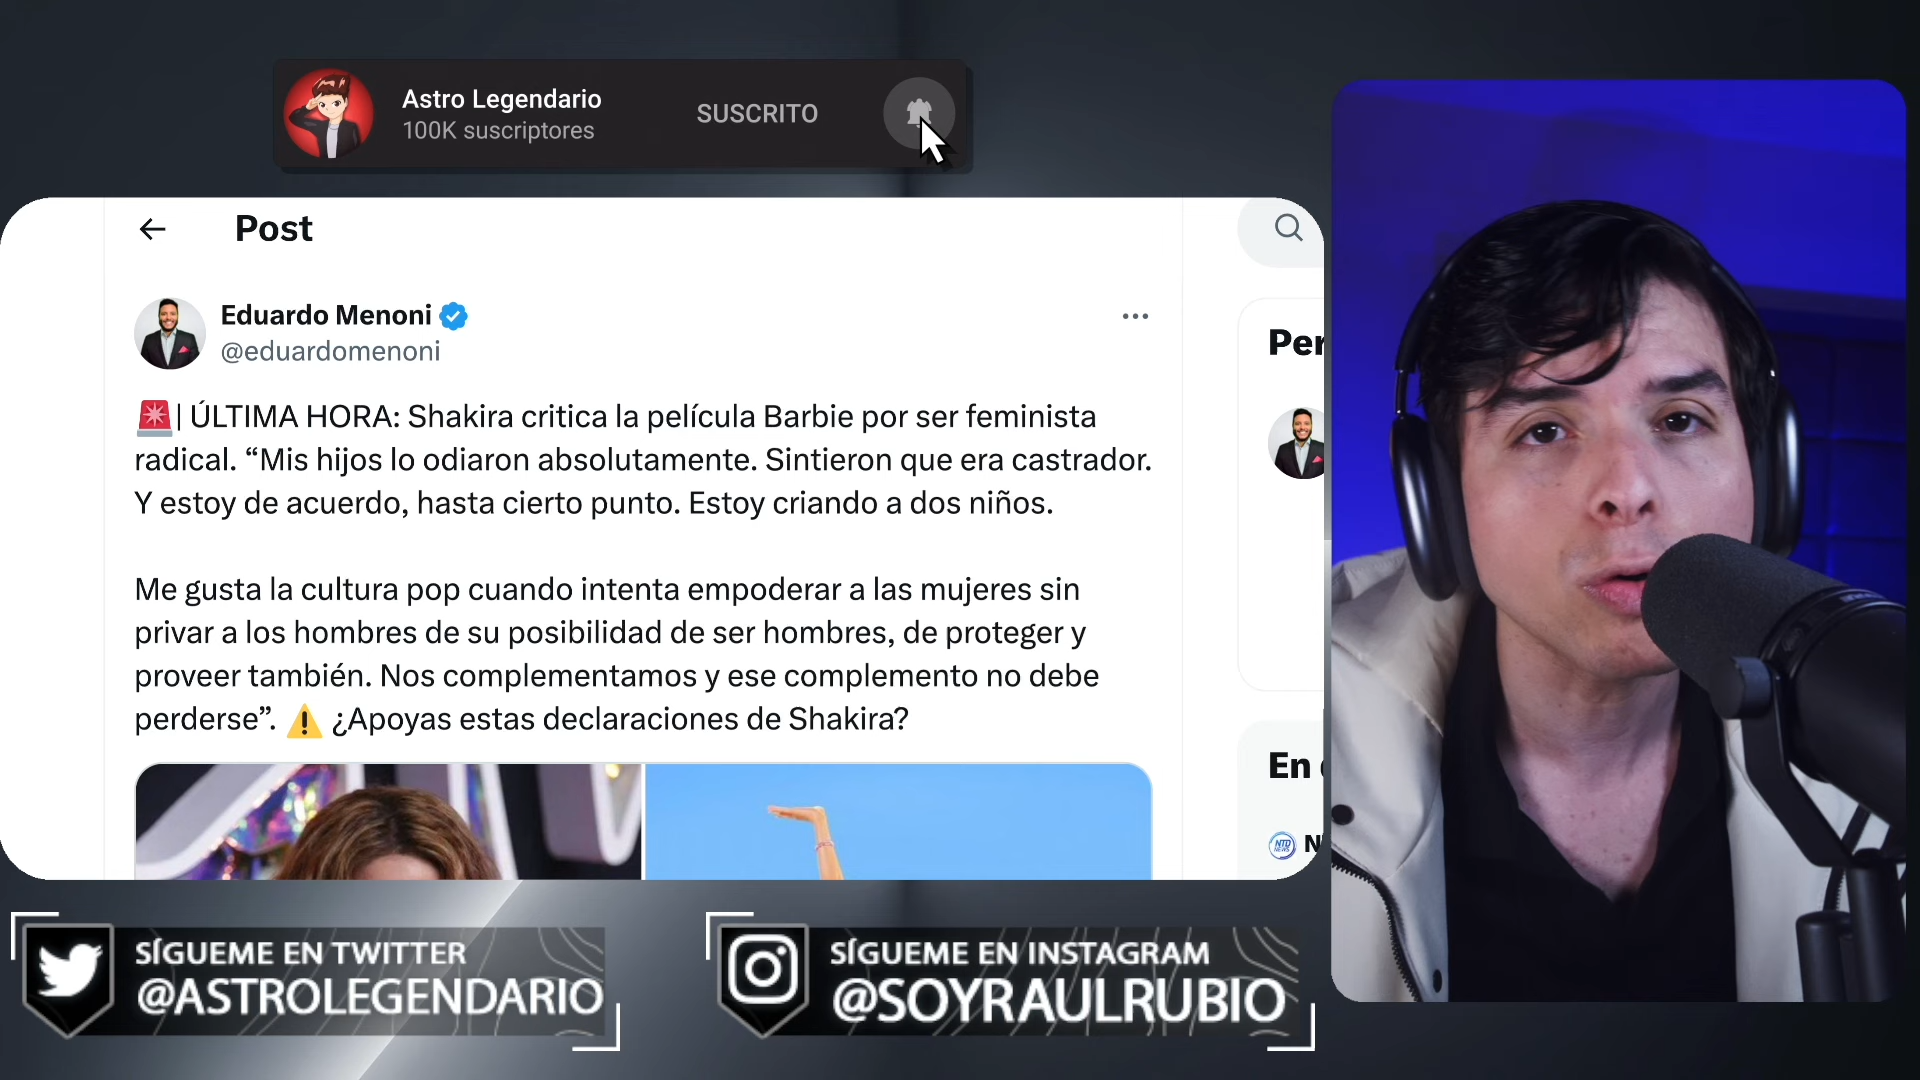 Astro Legendario
100K suscriptores
SUSCRITO
Post
Eduardo Menoni
@eduardomenoni
| ÚLTIMA HORA: Shakira critica la película Barbie por ser feminista
radical. “Mis hijos lo odiaron absolutamente. Sintieron que era castrador.
Y estoy de acuerdo, hasta cierto punto. Estoy criando a dos niños.
Me gusta la cultura pop cuando intenta empoderar a las mujeres sin
privar a los hombres de su posibilidad de ser hombres, de proteger y
proveer también. Nos complementamos y ese complemento no debe
perderse”. ⚠️ ¿Apoyas estas declaraciones de Shakira?
Per
En
NTD
NEWS
SÍGUEME EN TWITTER
@ASTROLEGENDARIO
SÍGUEME EN INSTAGRAM
@SOYRAULRUBIO